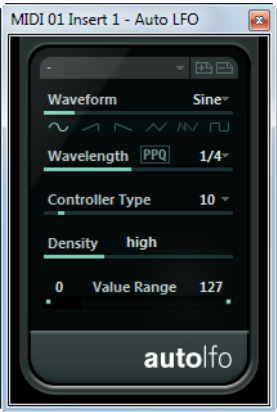 MIDI 01 Insert 1 - Auto LFO
-
Waveform Sine
Wavelength PPQ 1/4
Controller Type 10
Density high
0 Value Range 127
autolfo